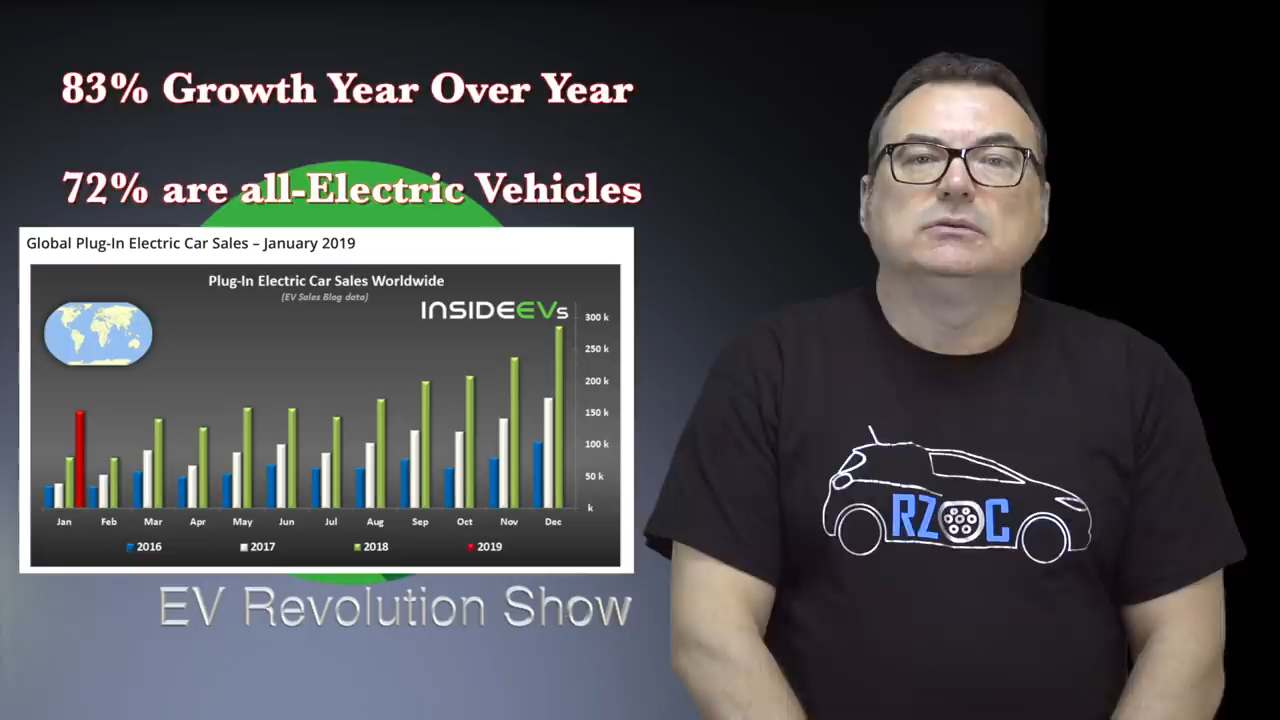 83% Growth Year Over Year
72% are all-Electric Vehicles
Global Plug-In Electric Car Sales – January 2019
Plug-In Electric Car Sales Worldwide
(EV Sales Blog data)
INSIDEEVs
300 k
250 k
200 k
150 k
100 k
50 k
k
Jan Feb Mar Apr May Jun Jul Aug Sep Oct Nov Dec
2016 2017 2018 2019
EV Revolution Show
RZ C